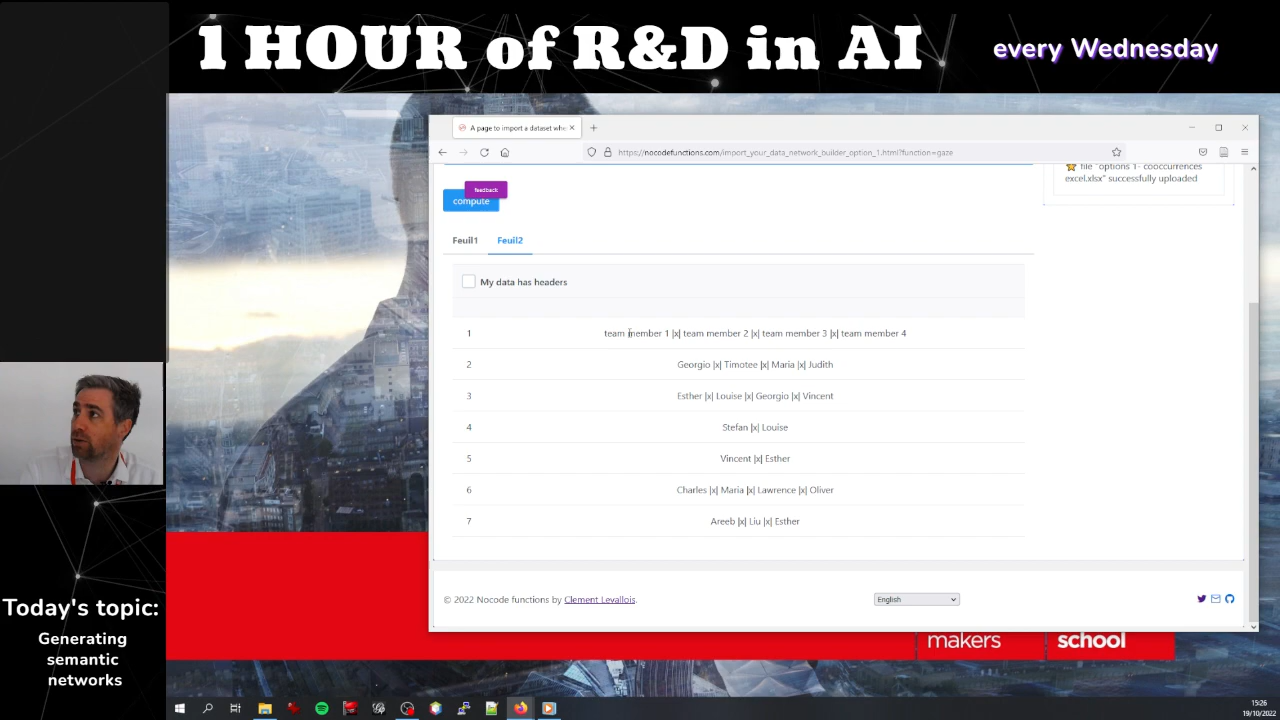 1 HOUR of R&D in AI
every Wednesday
A page to import a dataset whe
https://nocodefunctions.com/import_your_data_network_builder_option_1.html?function=gaze
file "options 1- cooccurrences
excel.xlsx" successfully uploaded
feedback
compute
Feuil1
Feuil2
My data has headers
1
team member 1 |x| team member 2 |x| team member 3 |x| team member 4
2
Georgio |x| Timotee |x| Maria |x| Judith
3
Esther |x| Louise |x| Georgio |x| Vincent
4
Stefan |x| Louise
5
Vincent |x| Esther
6
Charles |x| Maria |x| Lawrence |x| Oliver
7
Areeb |x| Liu |x| Esther
© 2022 Nocode functions by Clement Levallois.
English
makers
school
Today's topic:
Generating
semantic
networks
15:26
19/10/2022